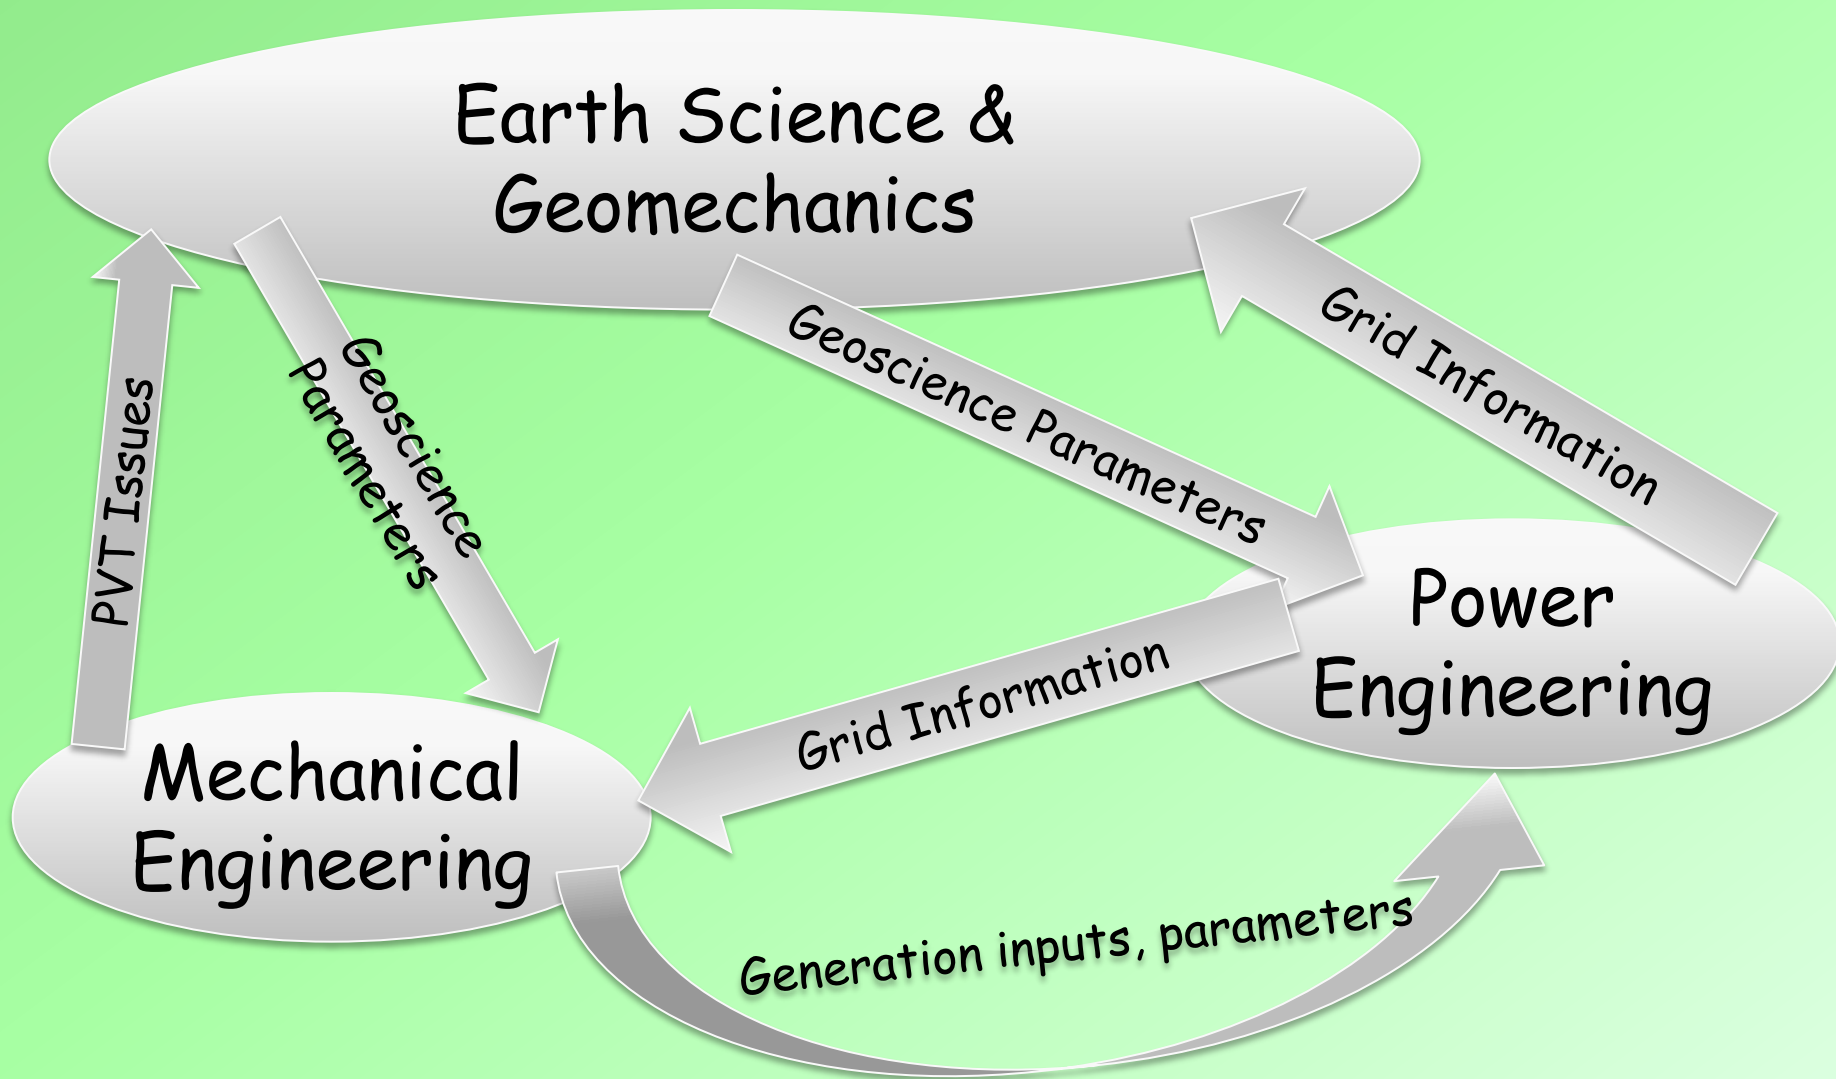 Earth Science &
Geomechanics
Geoscience
Parameters
PVT Issues
Geoscience Parameters
Grid Information
Power
Engineering
Grid Information
Mechanical
Engineering
Generation inputs, parameters